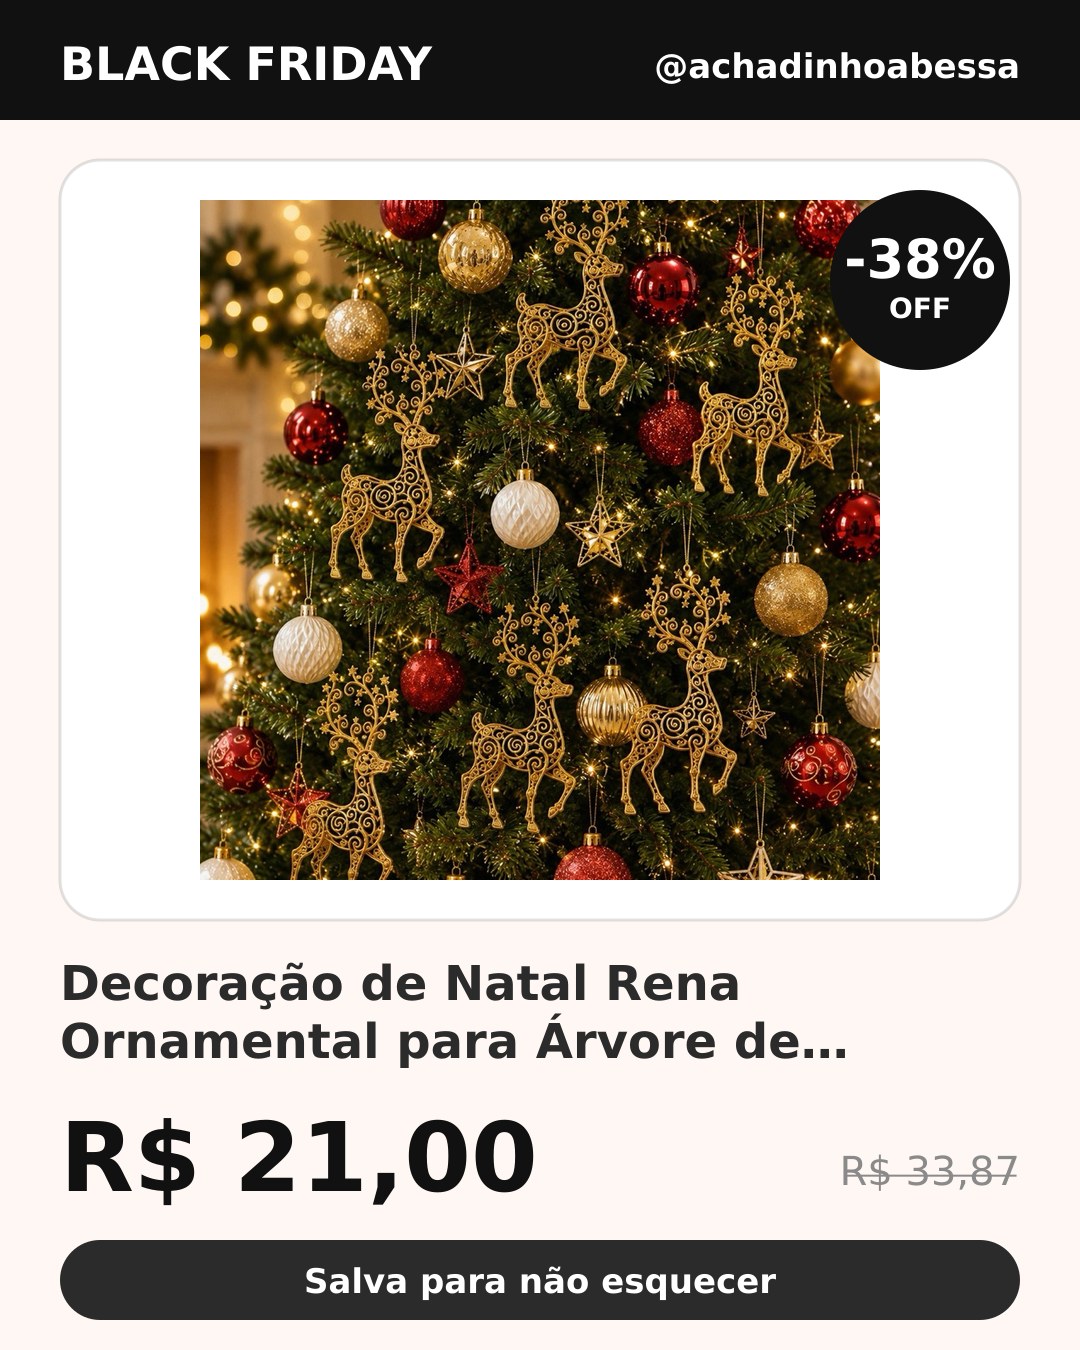 BLACK FRIDAY
@achadinhoabessa
-38%
OFF
Decoração de Natal Rena
Ornamental para Árvore de...
R$ 21,00
R$ 33,87
Salva para não esquecer